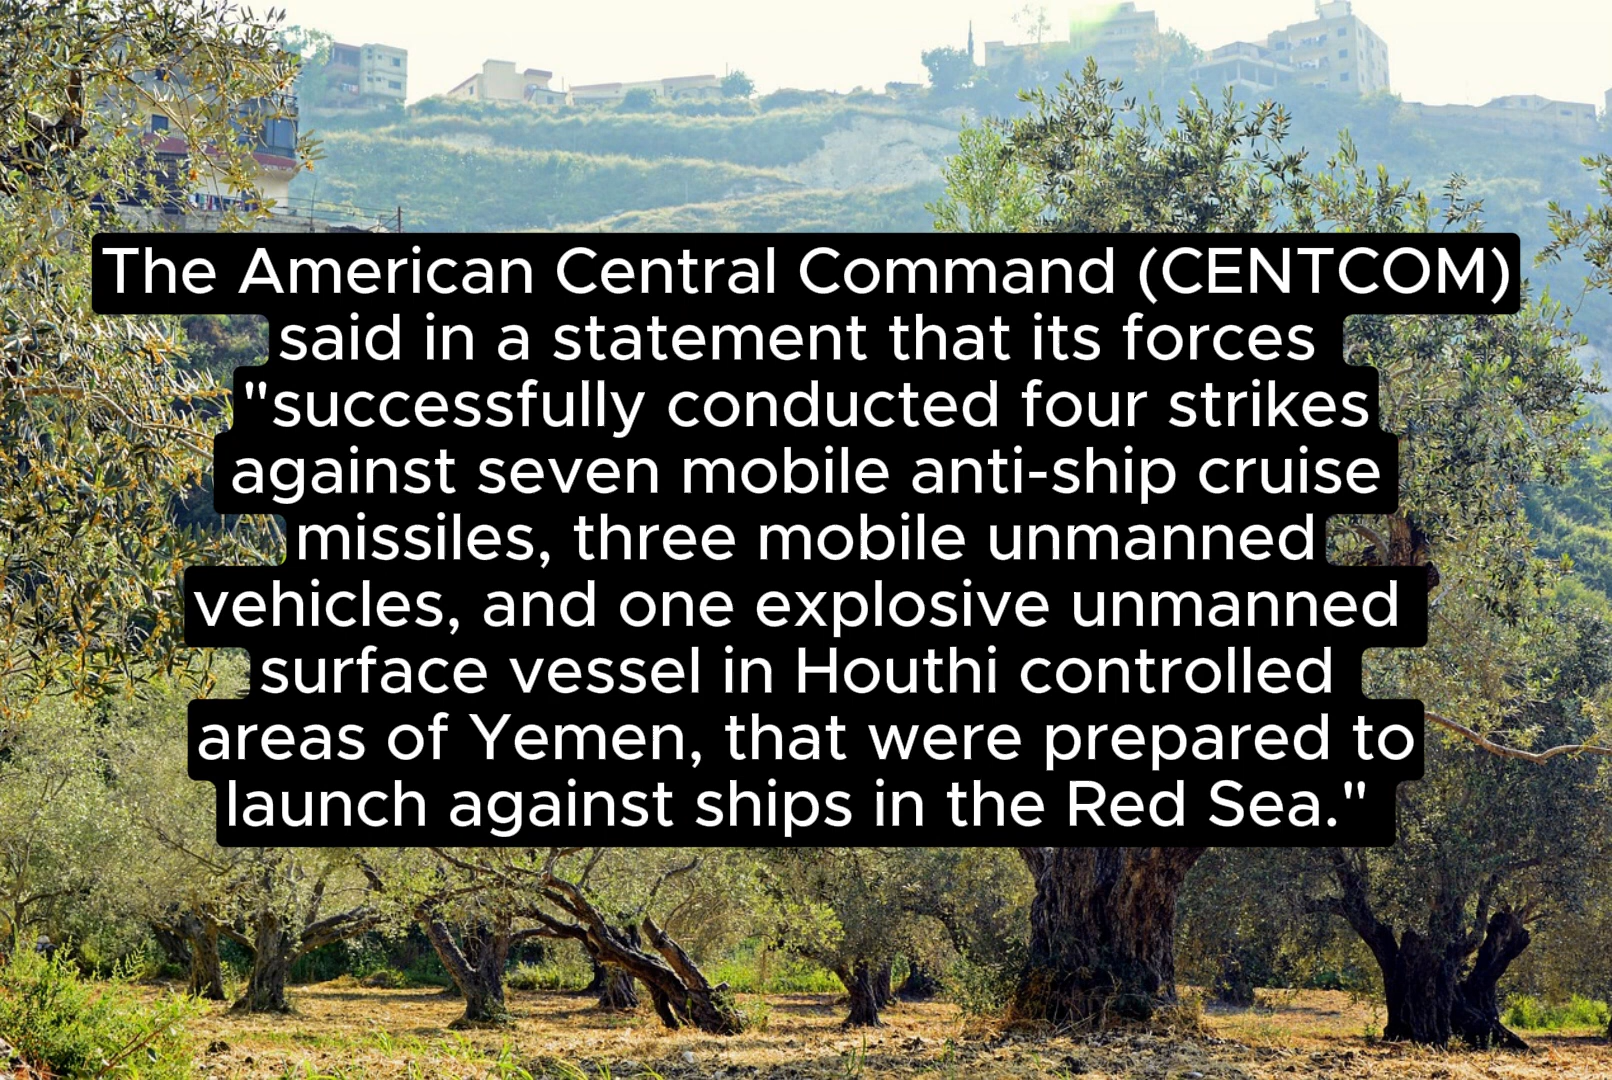 The American Central Command (CENTCOM)
said in a statement that its forces
"successfully conducted four strikes
against seven mobile anti-ship cruise
missiles, three mobile unmanned
vehicles, and one explosive unmanned
surface vessel in Houthi controlled
areas of Yemen, that were prepared to
launch against ships in the Red Sea."